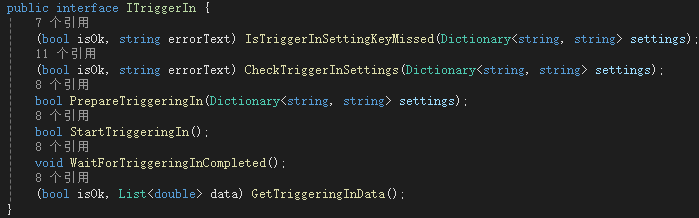 public interface ITriggerIn {
7 个引用
(bool isOk, string errorText) IsTriggerInSettingKeyMissed(Dictionary<string, string> settings);
11 个引用
(bool isOk, string errorText) CheckTriggerInSettings(Dictionary<string, string> settings);
8 个引用
bool PrepareTriggeringIn(Dictionary<string, string> settings);
8 个引用
bool StartTriggeringIn();
8 个引用
void WaitForTriggeringInCompleted();
8 个引用
(bool isOk, List<double> data) GetTriggeringInData();
}